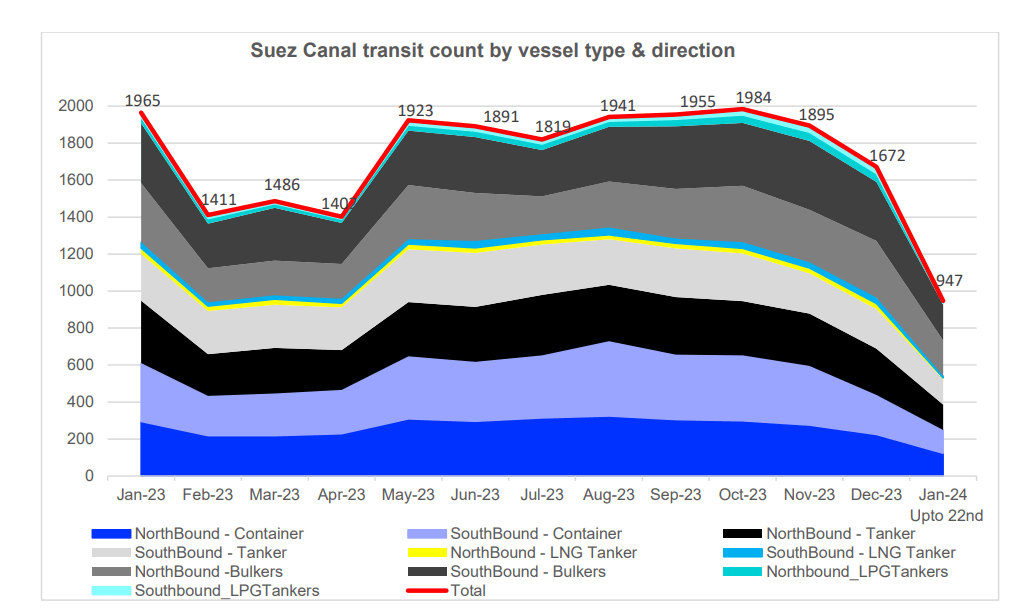 Suez Canal transit count by vessel type & direction
1965 1411 1486 1923 1891 1819 1941 1955 1984 1895 1672 947
2000
1800
1600
1400
1200
1000
800
600
400
200
0
Jan-23 Feb-23 Mar-23 Apr-23 May-23 Jun-23 Jul-23 Aug-23 Sep-23 Oct-23 Nov-23 Dec-23 Jan-24
Upto 22nd
NorthBound - Container SouthBound - Container NorthBound - Tanker
SouthBound - Tanker NorthBound - LNG Tanker SouthBound - LNG Tanker
NorthBound -Bulkers SouthBound - Bulkers Northbound_LPGTankers
Southbound_LPGTankers Total